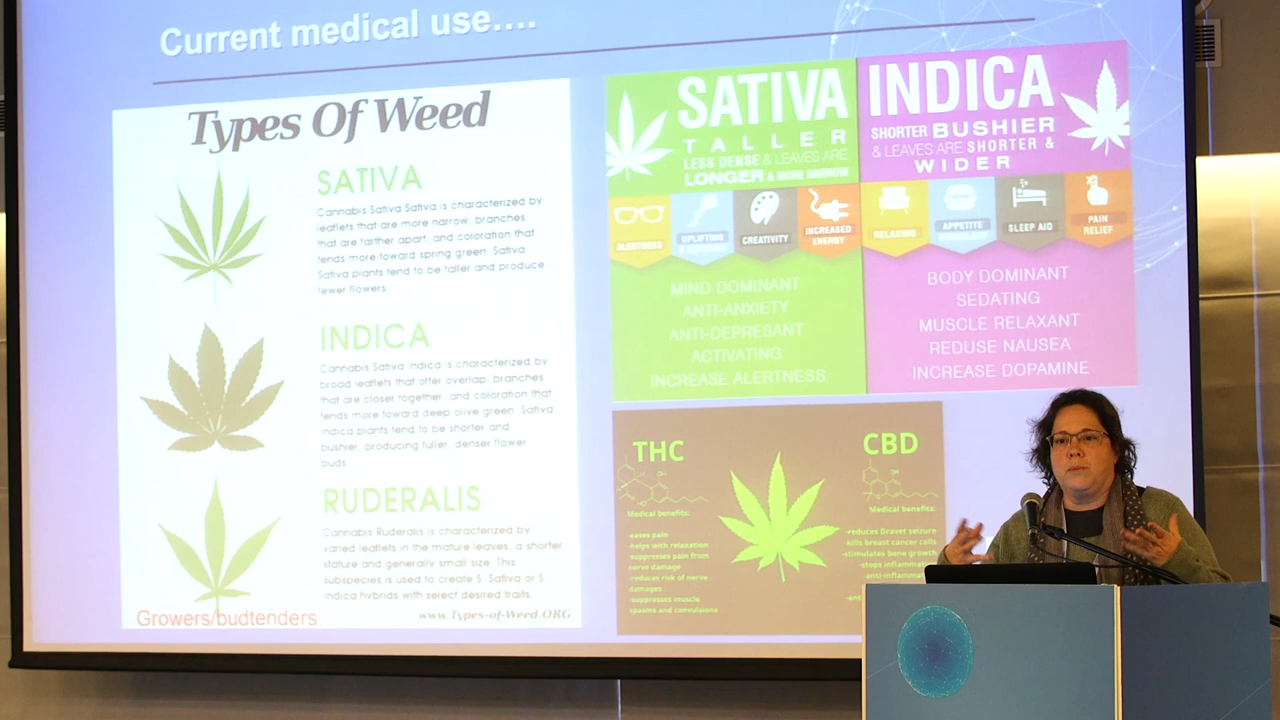 Current medical use....
Types Of Weed
SATIVA
Cannabis Sativa Sativa is characterized by
leaflets that are more narrow, branches
that are farther apart, and coloration that
tends more toward spring green. Sativa
Sativa plants tend to be taller and produce
fewer flowers.
INDICA
Cannabis Sativa Indica is characterized by
broad leaflets that ofter overlap, branches
that are closer together, and coloration that
tends more toward deep olive green. Sativa
Indica plants tend to be shorter and
bushier, producing fuller, denser flower
buds.
RUDERALIS
Cannabis Ruderalis is characterized by
varied leaflets in the mature leaves, a shorter
stature and generally small size. This
subspecies is used to create S. Sativa or S.
Indica hybrids with select desired traits.
Growers/budtenders...
www.Types-of-Weed.ORG
SATIVA
TALLER
LESS DENSE & LEAVES ARE
LONGER & MORE NARROW
ALERTNESS
UPLIFTING
CREATIVITY
INCREASED
ENERGY
MIND DOMINANT
ANTI-ANXIETY
ANTI-DEPRESANT
ACTIVATING
INCREASE ALERTNESS
INDICA
SHORTER BUSHIER
& LEAVES ARE SHORTER &
WIDER
RELAXING
APPETITE
SLEEP AID
PAIN
RELIEF
BODY DOMINANT
SEDATING
MUSCLE RELAXANT
REDUSE NAUSEA
INCREASE DOPAMINE
THC
Medical benefits:
-eases pain
-helps with relaxation
-suppresses pain from
nerve damage
-reduces risk of nerve
damages
-suppresses muscle
spasms and convulsions
CBD
Medical benefits:
-reduces Dravet seizure
-kills breast cancer cells
-stimulates bone growth
-stops